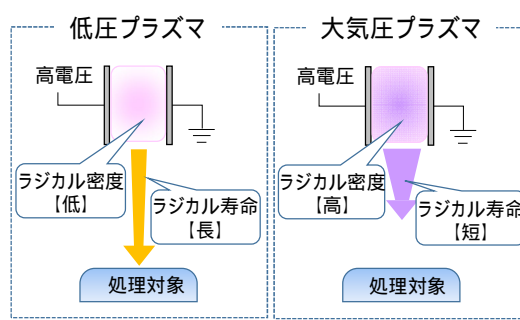 低圧プラズマ
高電圧
ラジカル密度
【低】
ラジカル寿命
【長】
処理対象
大気圧プラズマ
高電圧
ラジカル密度
【高】
ラジカル寿命
【短】
処理対象